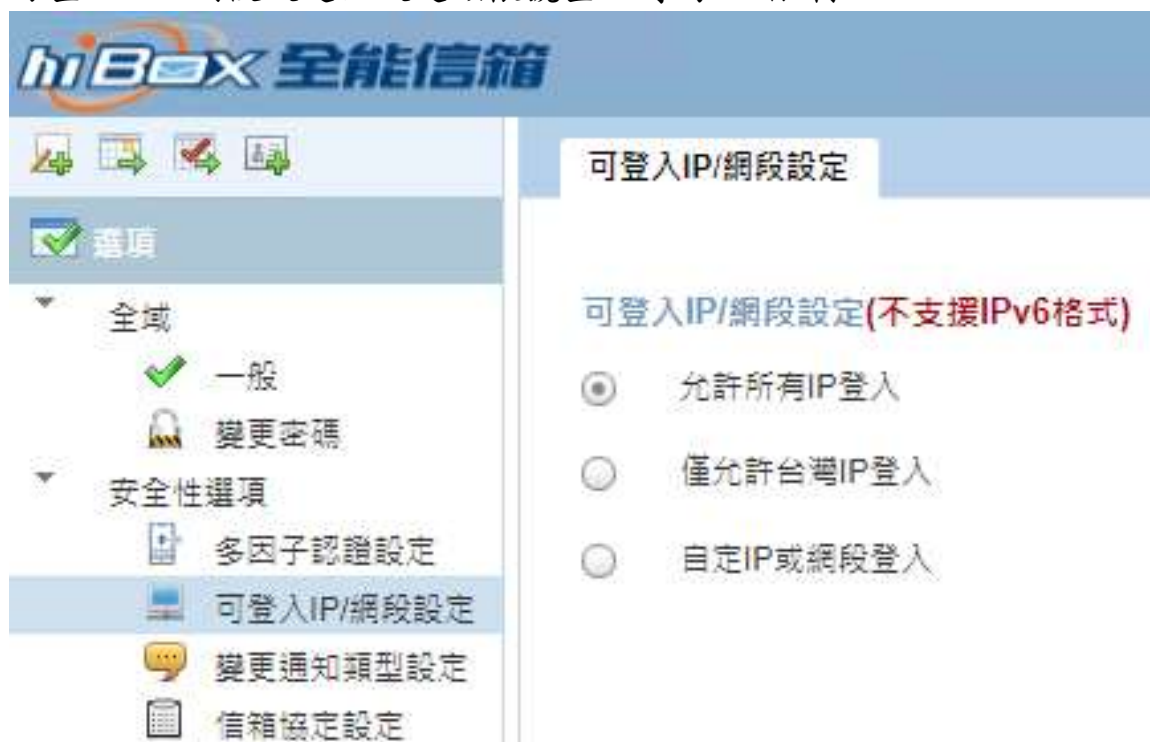 hiBox 全能信箱
可登入IP/網段設定
選項
全域
一般
變更密碼
安全性選項
多因子認證設定
可登入IP/網段設定
變更通知類型設定
信箱協定設定
可登入IP/網段設定(不支援IPv6格式)
允許所有IP登入
僅允許台灣IP登入
自定IP或網段登入